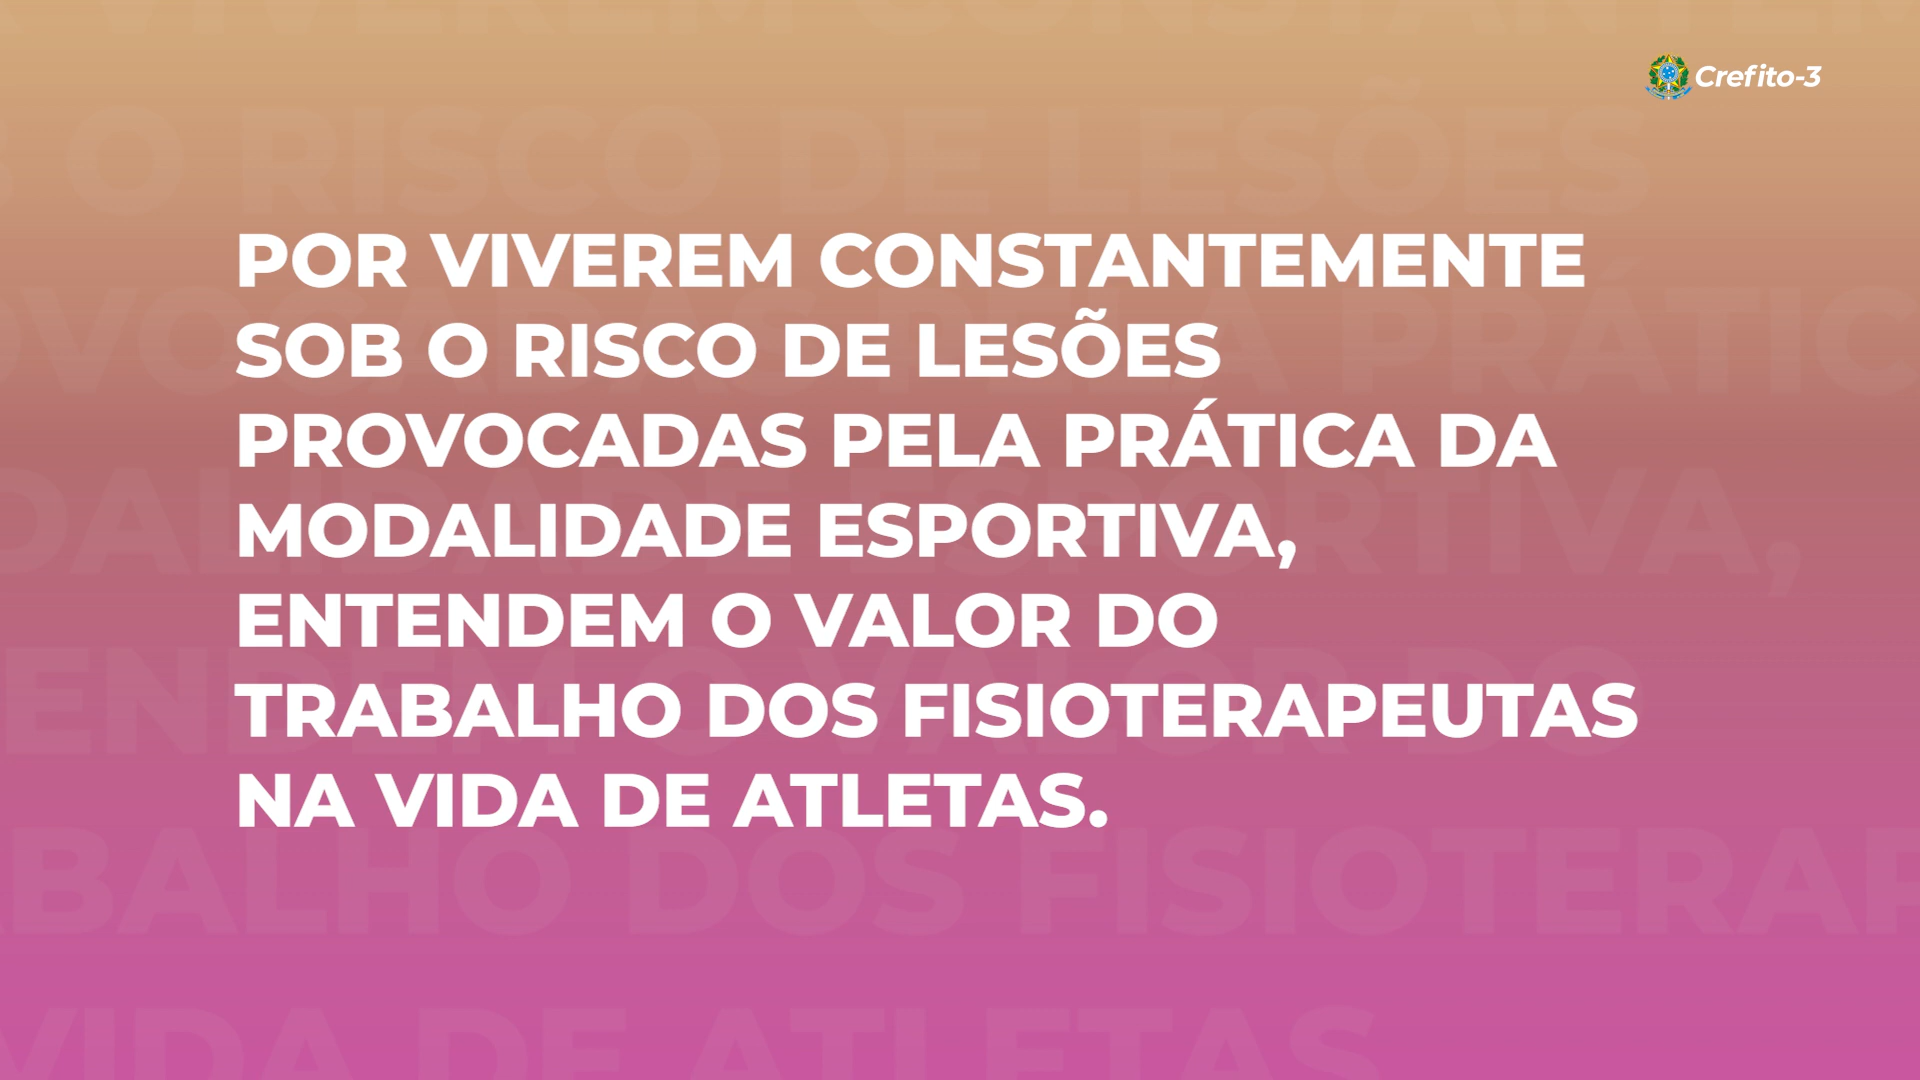 Crefito-3
POR VIVEREM CONSTANTEMENTE
SOB O RISCO DE LESÕES
PROVOCADAS PELA PRÁTICA DA
MODALIDADE ESPORTIVA,
ENTENDEM O VALOR DO
TRABALHO DOS FISIOTERAPEUTAS
NA VIDA DE ATLETAS.